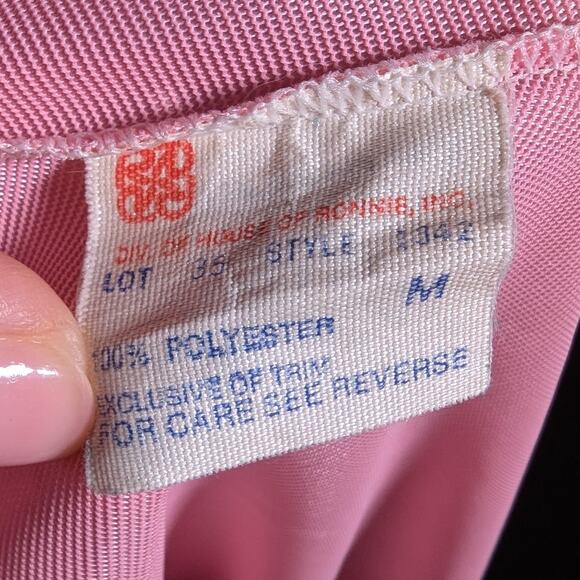 DIV. OF HOUSE OF RONNIE, INC.
LOT 35 STYLE 1342
M
100% POLYESTER
EXCLUSIVE OF TRIM
FOR CARE SEE REVERSE